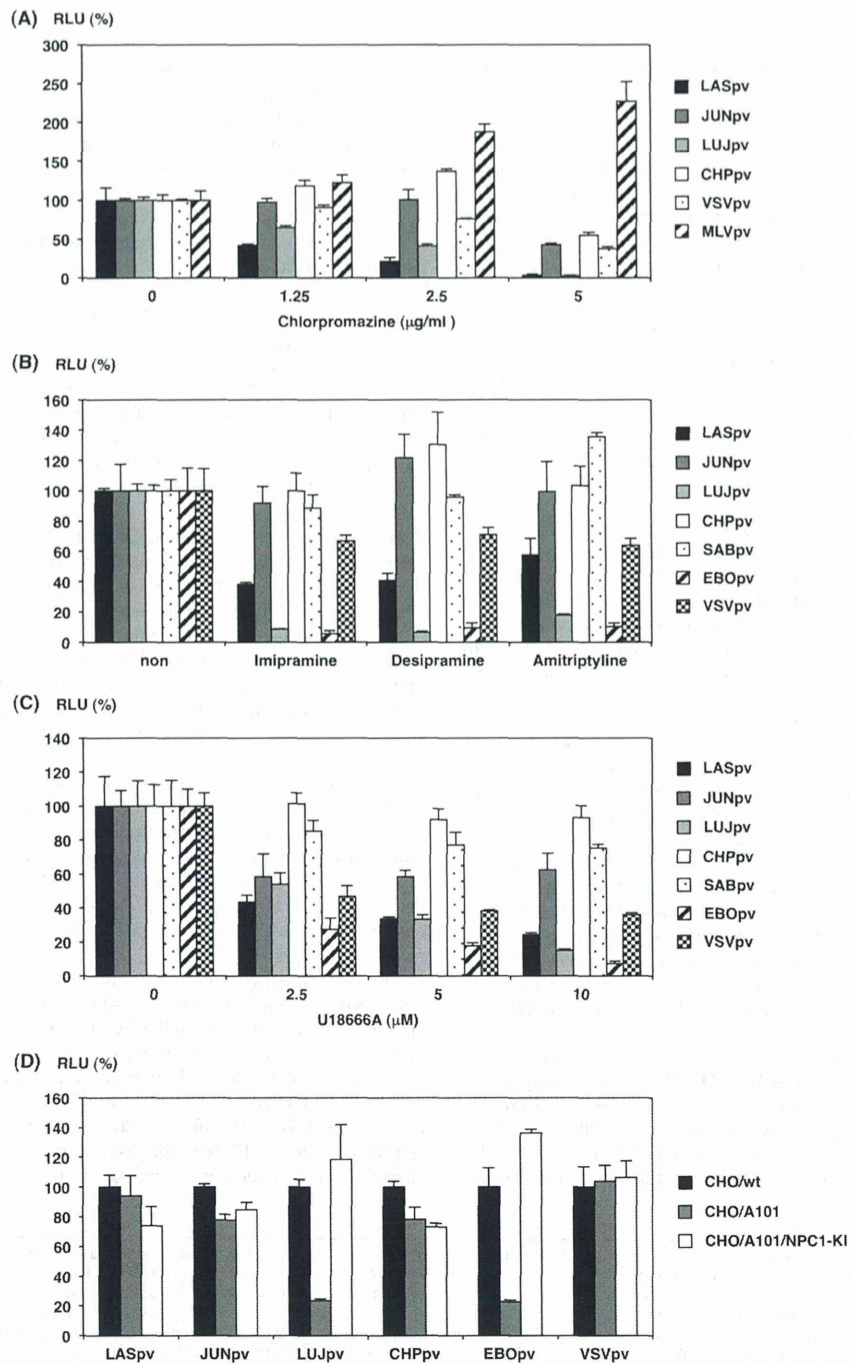 (A) RLU (%)
300
250
200
150
100
50
0
0 1.25 2.5 5
Chlorpromazine (μg/ml )
LASpv
JUNpv
LUJpv
CHPpv
VSVpv
MLVpv
(B) RLU (%)
160
140
120
100
80
60
40
20
0
non Imipramine Desipramine Amitriptyline
LASpv
JUNpv
LUJpv
CHPpv
SABpv
EBOpv
VSVpv
(C) RLU (%)
140
120
100
80
60
40
20
0
0 2.5 5 10
U18666A (μM)
LASpv
JUNpv
LUJpv
CHPpv
SABpv
EBOpv
VSVpv
(D) RLU (%)
160
140
120
100
80
60
40
20
0
LASpv JUNpv LUJpv CHPpv EBOpv VSVpv
CHO/wt
CHO/A101
CHO/A101/NPC1-KI